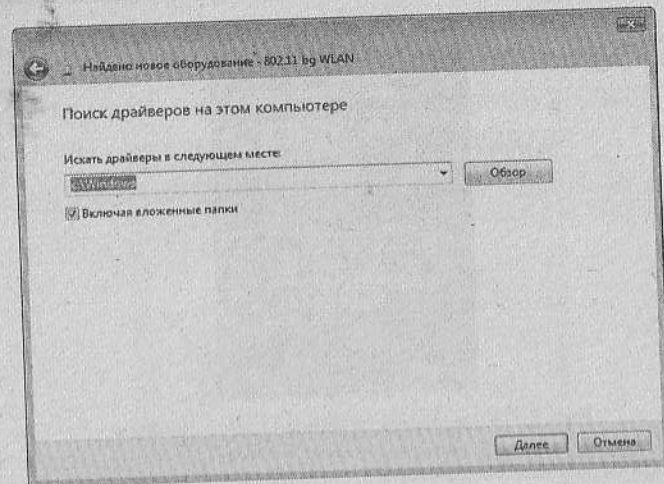 Найдено новое оборудование - 802.11 bg WLAN
Поиск драйверов на этом компьютере
Искать драйверы в следующем месте:
c:\Windows
Обзор
Включая вложенные папки
Далее
Отмена